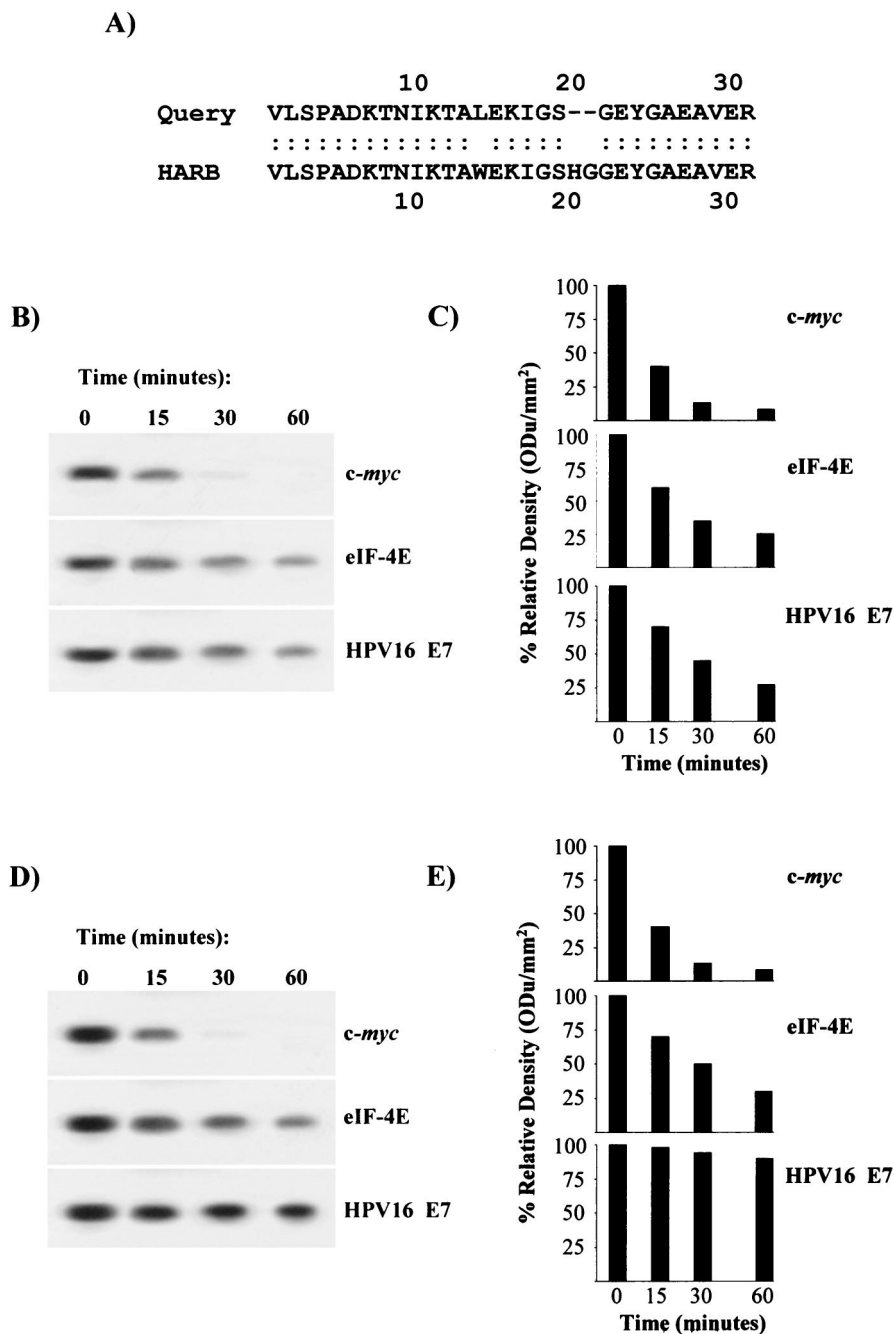 A)
10 20 30
Query VLSPADKTNIKTALEKIGS--GEYGAEAVER
::::::::::::: ::::: ::::::::::
HARB VLSPADKTNIKTAWEKIGSHGGEYGAEAVER
10 20 30
B)
Time (minutes):
0 15 30 60
c-myc
eIF-4E
HPV16 E7
C)
% Relative Density (ODu/mm²)
100
75
50
25
c-myc
100
75
50
25
eIF-4E
100
75
50
25
HPV16 E7
0 15 30 60
Time (minutes)
D)
Time (minutes):
0 15 30 60
c-myc
eIF-4E
HPV16 E7
E)
% Relative Density (ODu/mm²)
100
75
50
25
c-myc
100
75
50
25
eIF-4E
100
75
50
25
HPV16 E7
0 15 30 60
Time (minutes)